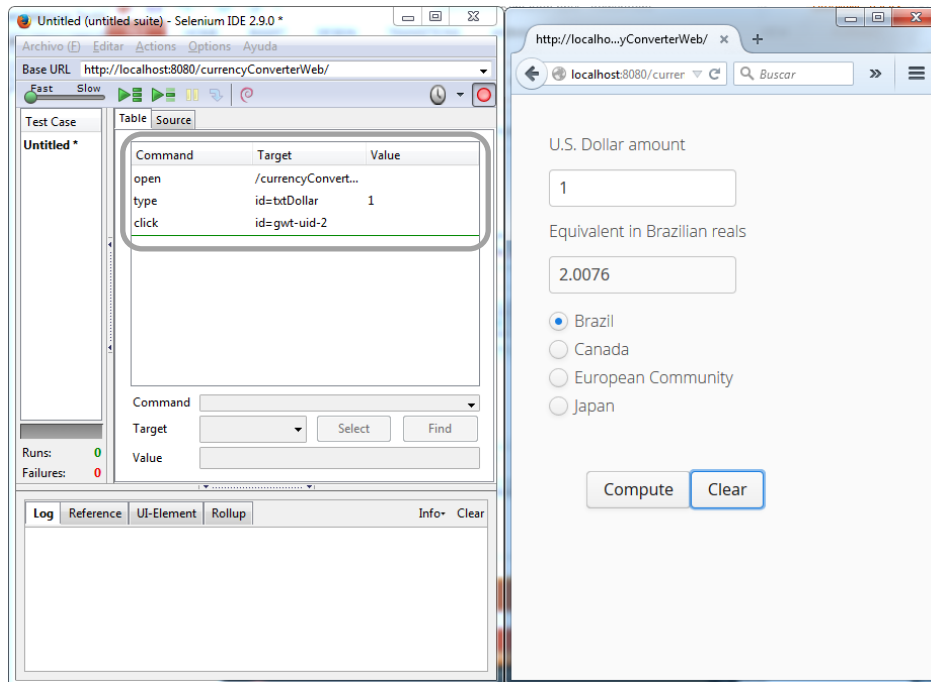 Untitled (untitled suite) - Selenium IDE 2.9.0 *
Archivo (F) Editar Actions Options Ayuda
Base URL http://localhost:8080/currencyConverterWeb/
Fast Slow
Test Case
Untitled *
Runs: 0
Failures: 0
Table Source
Command Target Value
open /currencyConvert...
type id=txtDollar 1
click id=gwt-uid-2
Command
Target Select Find
Value
Log Reference UI-Element Rollup Info Clear
http://localho...yConverterWeb/
localhost:8080/currer Buscar
U.S. Dollar amount
1
Equivalent in Brazilian reals
2.0076
Brazil
Canada
European Community
Japan
Compute Clear